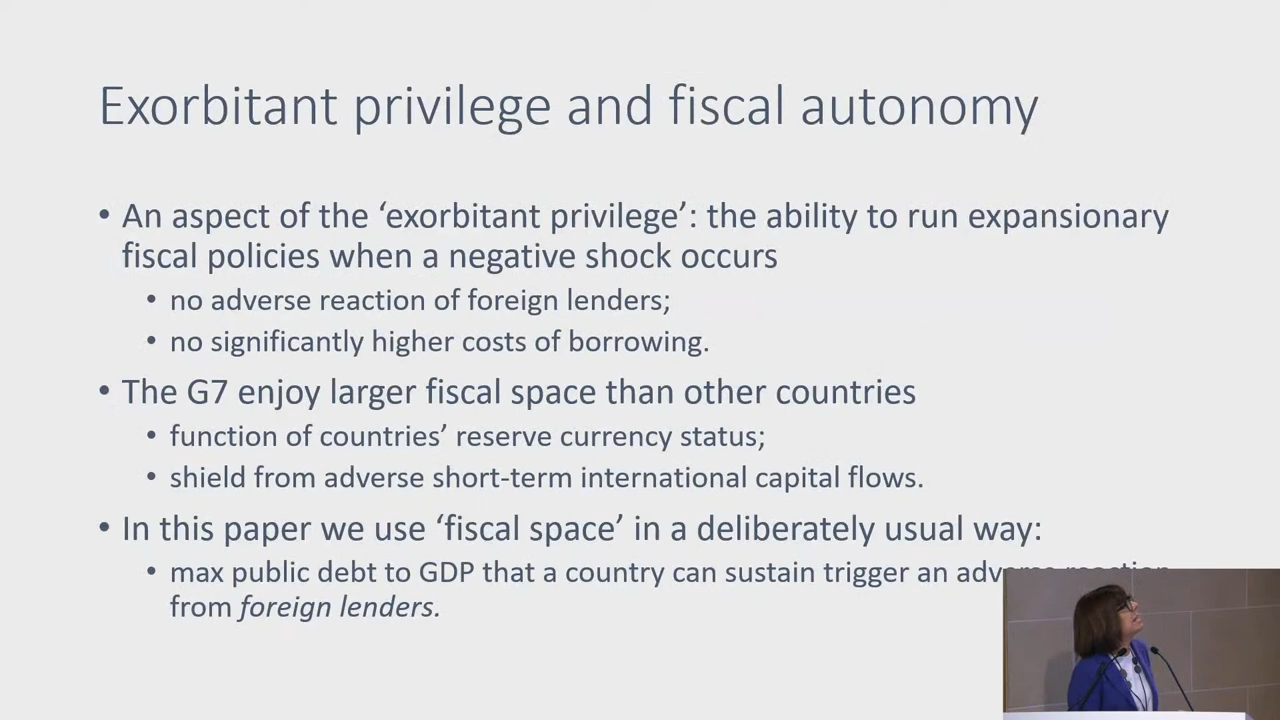 Exorbitant privilege and fiscal autonomy
• An aspect of the ‘exorbitant privilege’: the ability to run expansionary
fiscal policies when a negative shock occurs
• no adverse reaction of foreign lenders;
• no significantly higher costs of borrowing.
• The G7 enjoy larger fiscal space than other countries
• function of countries’ reserve currency status;
• shield from adverse short-term international capital flows.
• In this paper we use ‘fiscal space’ in a deliberately usual way:
• max public debt to GDP that a country can sustain trigger an adverse reaction
from foreign lenders.